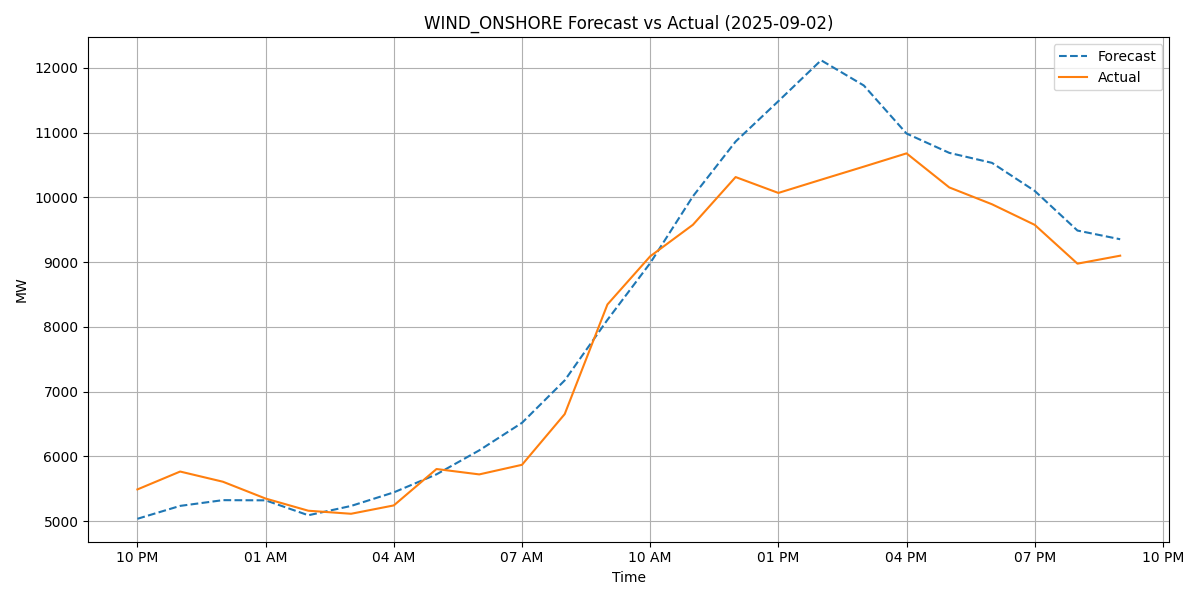 WIND_ONSHORE Forecast vs Actual (2025-09-02)
Forecast
Actual
12000
11000
10000
9000
8000
7000
6000
5000
MW
10 PM 01 AM 04 AM 07 AM 10 AM 01 PM 04 PM 07 PM 10 PM
Time